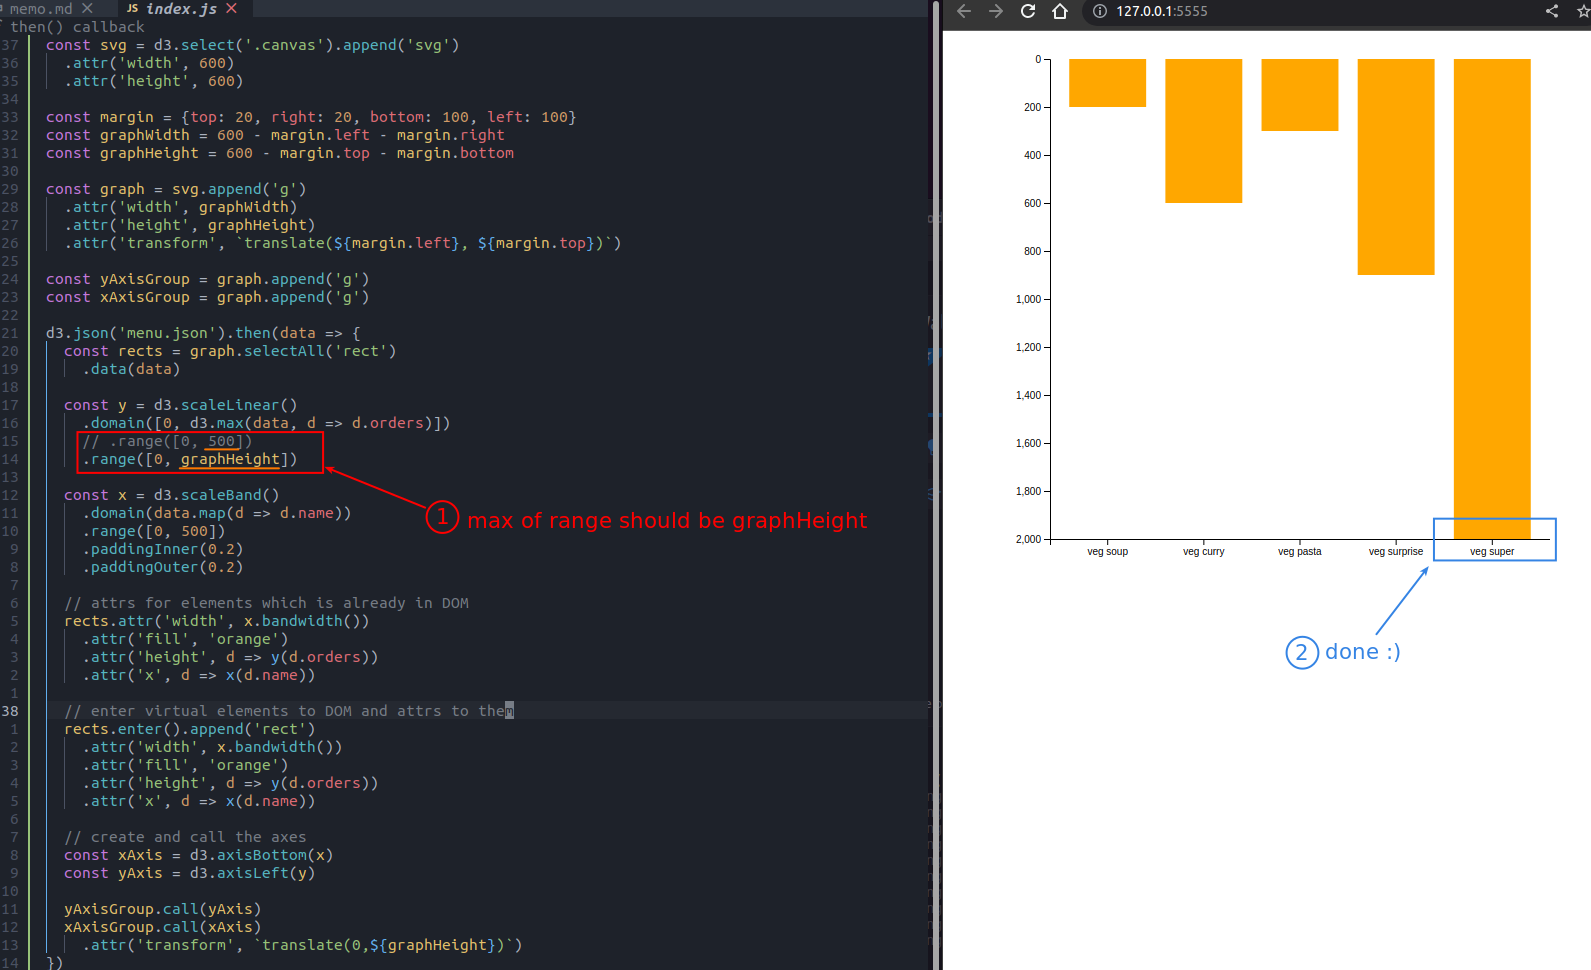 memo.md
JS index.js
then() callback
37 const svg = d3.select('.canvas').append('svg')
36 .attr('width', 600)
35 .attr('height', 600)
34
33 const margin = {top: 20, right: 20, bottom: 100, left: 100}
32 const graphWidth = 600 - margin.left - margin.right
31 const graphHeight = 600 - margin.top - margin.bottom
30
29 const graph = svg.append('g')
28 .attr('width', graphWidth)
27 .attr('height', graphHeight)
26 .attr('transform', `translate(${margin.left}, ${margin.top})`)
25
24 const yAxisGroup = graph.append('g')
23 const xAxisGroup = graph.append('g')
22
21 d3.json('menu.json').then(data => {
20 const rects = graph.selectAll('rect')
19 .data(data)
18
17 const y = d3.scaleLinear()
16 .domain([0, d3.max(data, d => d.orders)])
15 // .range([0, 500])
14 .range([0, graphHeight])
13
12 const x = d3.scaleBand()
11 .domain(data.map(d => d.name))
10 .range([0, 500])
9 .paddingInner(0.2)
8 .paddingOuter(0.2)
7
6 // attrs for elements which is already in DOM
5 rects.attr('width', x.bandwidth())
4 .attr('fill', 'orange')
3 .attr('height', d => y(d.orders))
2 .attr('x', d => x(d.name))
1
38 // enter virtual elements to DOM and attrs to them
1 rects.enter().append('rect')
2 .attr('width', x.bandwidth())
3 .attr('fill', 'orange')
4 .attr('height', d => y(d.orders))
5 .attr('x', d => x(d.name))
6
7 // create and call the axes
8 const xAxis = d3.axisBottom(x)
9 const yAxis = d3.axisLeft(y)
10
11 yAxisGroup.call(yAxis)
12 xAxisGroup.call(xAxis)
13 .attr('transform', `translate(0,${graphHeight})`)
14 })
1 max of range should be graphHeight
127.0.0.1:5555
0
200
400
600
800
1,000
1,200
1,400
1,600
1,800
2,000
veg soup veg curry veg pasta veg surprise veg super
2 done :)